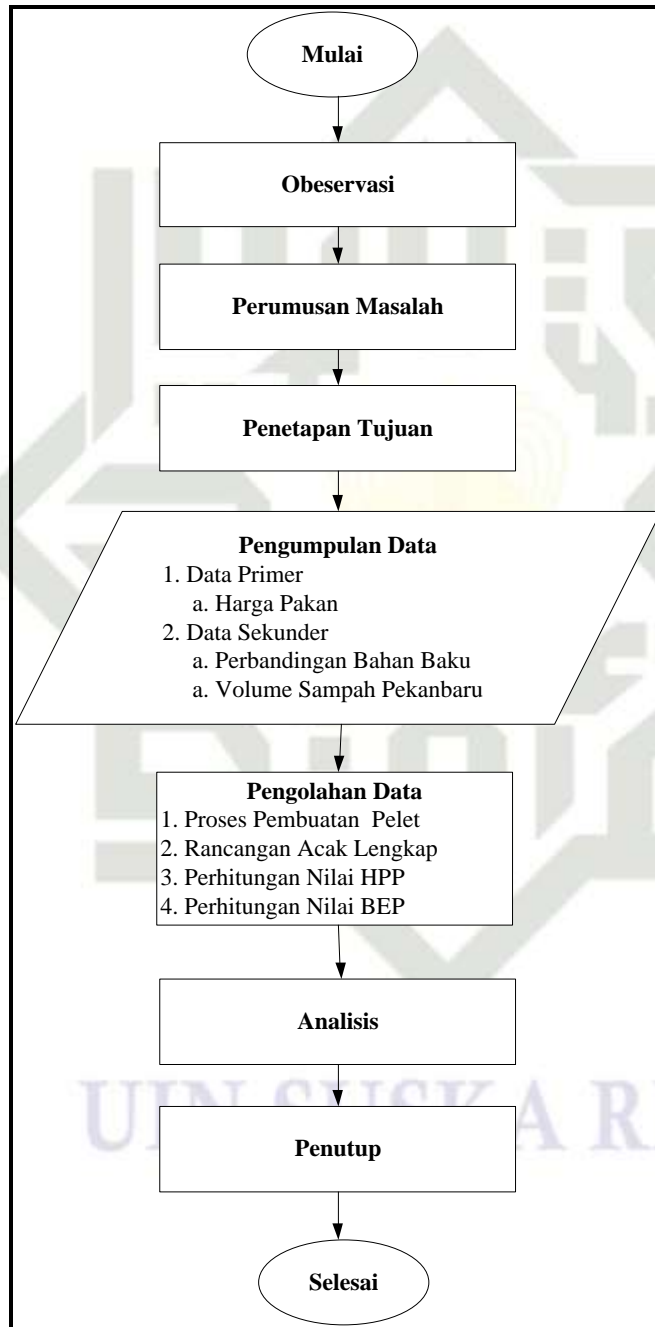 Mulai
Obeservasi
Perumusan Masalah
Penetapan Tujuan
Pengumpulan Data
1. Data Primer
a. Harga Pakan
2. Data Sekunder
a. Perbandingan Bahan Baku
a. Volume Sampah Pekanbaru
Pengolahan Data
1. Proses Pembuatan Pelet
2. Rancangan Acak Lengkap
3. Perhitungan Nilai HPP
4. Perhitungan Nilai BEP
Analisis
UIN SUSKA R
Penutup
Selesai